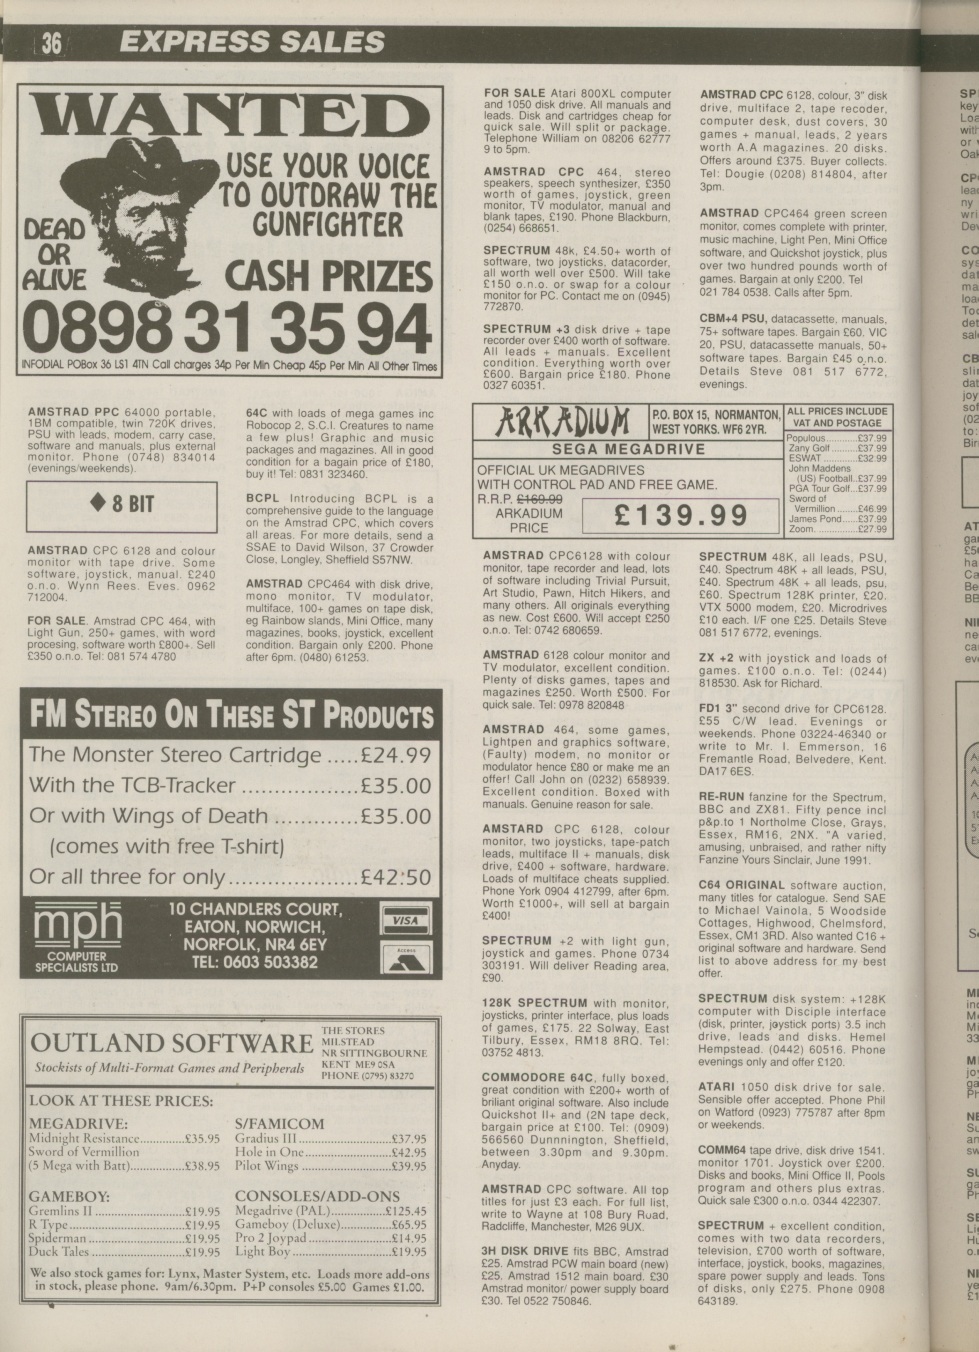 36
EXPRESS SALES
WANTED
USE YOUR VOICE
TO OUTDRAW THE
GUNFIGHTER
DEAD
OR
ALIVE
CASH PRIZES
0898 31 35 94
INFODIAL POBox 36 LS1 4TN Call charges 34p Per Min Cheap 45p Per Min All Other Times
AMSTRAD PPC 64000 portable,
1BM compatible, twin 720K drives,
PSU with leads, modem, carry case,
software and manuals, plus external
monitor. Phone (0748) 834014
(evenings/weekends).
◆ 8 BIT
AMSTRAD CPC 6128 and colour
monitor with tape drive. Some
software, joystick, manual. £240
o.n.o. Wynn Rees. Eves. 0962
712004.
FOR SALE. Amstrad CPC 464, with
Light Gun, 250+ games, with word
procesing, software worth £800+. Sell
£350 o.n.o. Tel: 081 574 4780
64C with loads of mega games inc
Robocop 2, S.C.I. Creatures to name
a few plus! Graphic and music
packages and magazines. All in good
condition for a bagain price of £180,
buy it! Tel: 0831 323460.
BCPL Introducing BCPL is a
comprehensive guide to the language
on the Amstrad CPC, which covers
all areas. For more details, send a
SSAE to David Wilson, 37 Crowder
Close, Longley, Sheffield S57NW.
AMSTRAD CPC464 with disk drive,
mono monitor, TV modulator,
multiface, 100+ games on tape disk,
eg Rainbow slands, Mini Office, many
magazines, books, joystick, excellent
condition. Bargain only £200. Phone
after 6pm. (0480) 61253.
FM STEREO ON THESE ST PRODUCTS
The Monster Stereo Cartridge .....£24.99
With the TCB-Tracker .................£35.00
Or with Wings of Death ............£35.00
(comes with free T-shirt)
Or all three for only...................£42:50
mph
COMPUTER
SPECIALISTS LTD
10 CHANDLERS COURT,
EATON, NORWICH,
NORFOLK, NR4 6EY
TEL: 0603 503382
VISA
Access
OUTLAND SOFTWARE
Stockists of Multi-Format Games and Peripherals
THE STORES
MILSTEAD
NR SITTINGBOURNE
KENT ME9 0SA
PHONE (0795) 83270
LOOK AT THESE PRICES:
MEGADRIVE:
Midnight Resistance............£35.95
Sword of Vermillion
(5 Mega with Batt)................£38.95
S/FAMICOM
Gradius III .........................£37.95
Hole in One........................£42.95
Pilot Wings ........................£39.95
GAMEBOY:
Gremlins II .........................£19.95
R Type................................£19.95
Spiderman ..........................£19.95
Duck Tales ..........................£19.95
CONSOLES/ADD-ONS
Megadrive (PAL)................£125.45
Gameboy (Deluxe)...............£65.95
Pro 2 Joypad ......................£14.95
Light Boy...........................£19.95
We also stock games for: Lynx, Master System, etc. Loads more add-ons
in stock, please phone. 9am/6.30pm. P+P consoles £5.00 Games £1.00.
FOR SALE Atari 800XL computer
and 1050 disk drive. All manuals and
leads. Disk and cartridges cheap for
quick sale. Will split or package.
Telephone William on 08206 62777
9 to 5pm.
AMSTRAD CPC 464, stereo
speakers, speech synthesizer, £350
worth of games, joystick, green
monitor, TV modulator, manual and
blank tapes, £190. Phone Blackburn,
(0254) 668651.
SPECTRUM 48k, £4.50+ worth of
software, two joysticks, datacorder,
all worth well over £500. Will take
£150 o.n.o. or swap for a colour
monitor for PC. Contact me on (0945)
772870.
SPECTRUM +3 disk drive + tape
recorder over £400 worth of software.
All leads + manuals. Excellent
condition. Everything worth over
£600. Bargain price £180. Phone
0327 60351.
AMSTRAD CPC 6128, colour, 3" disk
drive, multiface 2, tape recoder,
computer desk, dust covers, 30
games + manual, leads, 2 years
worth A.A magazines. 20 disks.
Offers around £375. Buyer collects.
Tel: Dougie (0208) 814804, after
3pm.
AMSTRAD CPC464 green screen
monitor, comes complete with printer,
music machine, Light Pen, Mini Office
software, and Quickshot joystick, plus
over two hundred pounds worth of
games. Bargain at only £200. Tel
021 784 0538. Calls after 5pm.
CBM+4 PSU, datacassette, manuals,
75+ software tapes. Bargain £60. VIC
20, PSU, datacassette manuals, 50+
software tapes. Bargain £45 o.n.o.
Details Steve 081 517 6772,
evenings.
ARKADIUM
P.O. BOX 15, NORMANTON,
WEST YORKS. WF6 2YR.
SEGA MEGADRIVE
OFFICIAL UK MEGADRIVES
WITH CONTROL PAD AND FREE GAME.
R.R.P. £169.99
ARKADIUM
PRICE
£139.99
ALL PRICES INCLUDE
VAT AND POSTAGE
Populous..........£37.99
Zany Golf.........£37.99
ESWAT ...........£32.99
John Maddens
(US) Football..£37.99
PGA Tour Golf...£37.99
Sword of
Vermillion .......£46.99
James Pond.....£37.99
Zoom...............£27.99
AMSTRAD CPC6128 with colour
monitor, tape recorder and lead, lots
of software including Trivial Pursuit,
Art Studio, Pawn, Hitch Hikers, and
many others. All originals everything
as new. Cost £600. Will accept £250
o.n.o. Tel: 0742 680659.
AMSTRAD 6128 colour monitor and
TV modulator, excellent condition.
Plenty of disks games, tapes and
magazines £250. Worth £500. For
quick sale. Tel: 0978 820848
AMSTRAD 464, some games,
Lightpen and graphics software,
(Faulty) modem, no monitor or
modulator hence £80 or make me an
offer! Call John on (0232) 658939.
Excellent condition. Boxed with
manuals. Genuine reason for sale.
AMSTARD CPC 6128, colour
monitor, two joysticks, tape-patch
leads, multiface II + manuals, disk
drive, £400 + software, hardware.
Loads of multiface cheats supplied.
Phone York 0904 412799, after 6pm.
Worth £1000+, will sell at bargain
£400!
SPECTRUM +2 with light gun,
joystick and games. Phone 0734
303191. Will deliver Reading area,
£90.
128K SPECTRUM with monitor,
joysticks, printer interface, plus loads
of games, £175. 22 Solway, East
Tilbury, Essex, RM18 8RQ. Tel:
03752 4813.
COMMODORE 64C, fully boxed,
great condition with £200+ worth of
briliant original software. Also include
Quickshot II+ and (2N tape deck,
bargain price at £100. Tel: (0909)
566560 Dunnnington, Sheffield,
between 3.30pm and 9.30pm.
Anyday.
AMSTRAD CPC software. All top
titles for just £3 each. For full list,
write to Wayne at 108 Bury Road,
Radcliffe, Manchester, M26 9UX.
3H DISK DRIVE fits BBC, Amstrad
£25. Amstrad PCW main board (new)
£25. Amstrad 1512 main board. £30
Amstrad monitor/ power supply board
£30. Tel 0522 750846.
SPECTRUM 48K, all leads, PSU,
£40. Spectrum 48K + all leads, PSU,
£40. Spectrum 48K + all leads, psu,
£60. Spectrum 128K printer, £20.
VTX 5000 modem, £20. Microdrives
£10 each. I/F one £25. Details Steve
081 517 6772, evenings.
ZX +2 with joystick and loads of
games. £100 o.n.o. Tel: (0244)
818530. Ask for Richard.
FD1 3" second drive for CPC6128.
£55 C/W lead. Evenings or
weekends. Phone 03224-46340 or
write to Mr. I. Emmerson, 16
Fremantle Road, Belvedere, Kent.
DA17 6ES.
RE-RUN fanzine for the Spectrum,
BBC and ZX81. Fifty pence incl
p&p.to 1 Northolme Close, Grays,
Essex, RM16, 2NX. "A varied,
amusing, unbraised, and rather nifty
Fanzine Yours Sinclair, June 1991.
C64 ORIGINAL software auction,
many titles for catalogue. Send SAE
to Michael Vainola, 5 Woodside
Cottages, Highwood, Chelmsford,
Essex, CM1 3RD. Also wanted C16 +
original software and hardware. Send
list to above address for my best
offer.
SPECTRUM disk system: +128K
computer with Disciple interface
(disk, printer, joystick ports) 3.5 inch
drive, leads and disks. Hemel
Hempstead. (0442) 60516. Phone
evenings only and offer £120.
ATARI 1050 disk drive for sale.
Sensible offer accepted. Phone Phil
on Watford (0923) 775787 after 8pm
or weekends.
COMM64 tape drive, disk drive 1541.
monitor 1701. Joystick over £200.
Disks and books, Mini Office II, Pools
program and others plus extras.
Quick sale £300 o.n.o. 0344 422307.
SPECTRUM + excellent condition,
comes with two data recorders,
television, £700 worth of software,
interface, joystick, books, magazines,
spare power supply and leads. Tons
of disks, only £275. Phone 0908
643189.